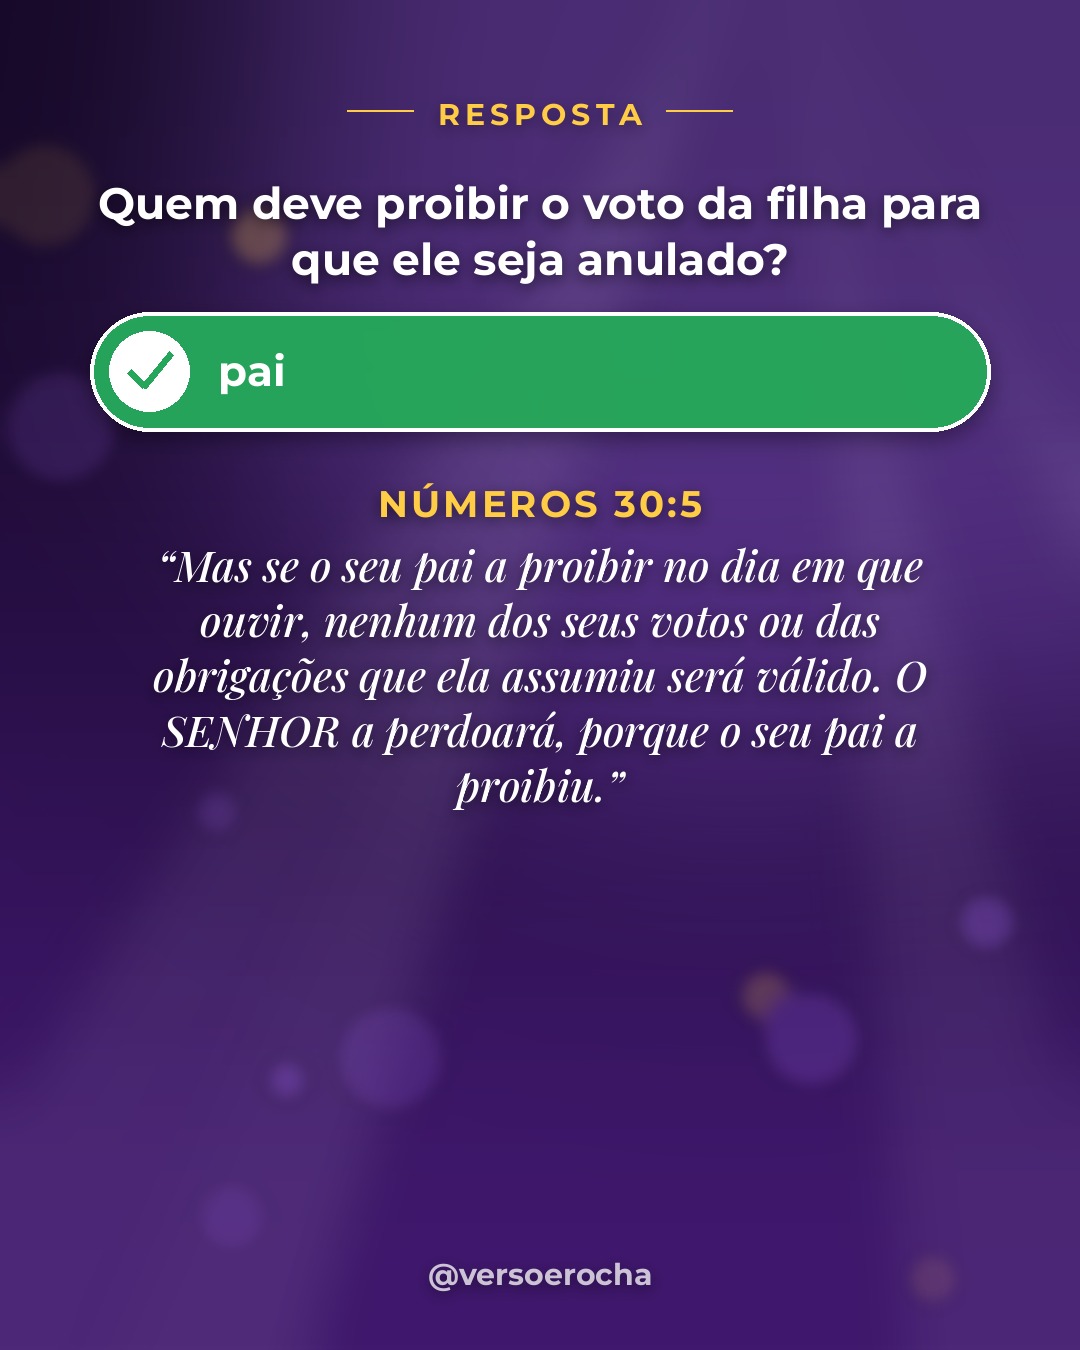 RESPOSTA
Quem deve proibir o voto da filha para
que ele seja anulado?
pai
NÚMEROS 30:5
“Mas se o seu pai a proibir no dia em que
ouvir, nenhum dos seus votos ou das
obrigações que ela assumiu será válido. O
SENHOR a perdoará, porque o seu pai a
proibiu.”
@versoerocha